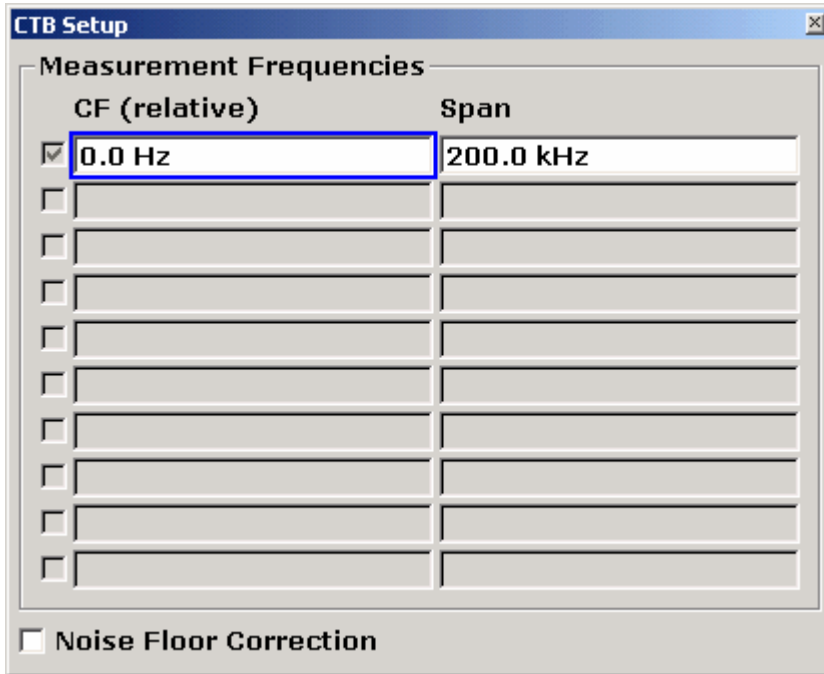 CTB Setup
Measurement Frequencies
CF (relative) Span
0.0 Hz 200.0 kHz
Noise Floor Correction